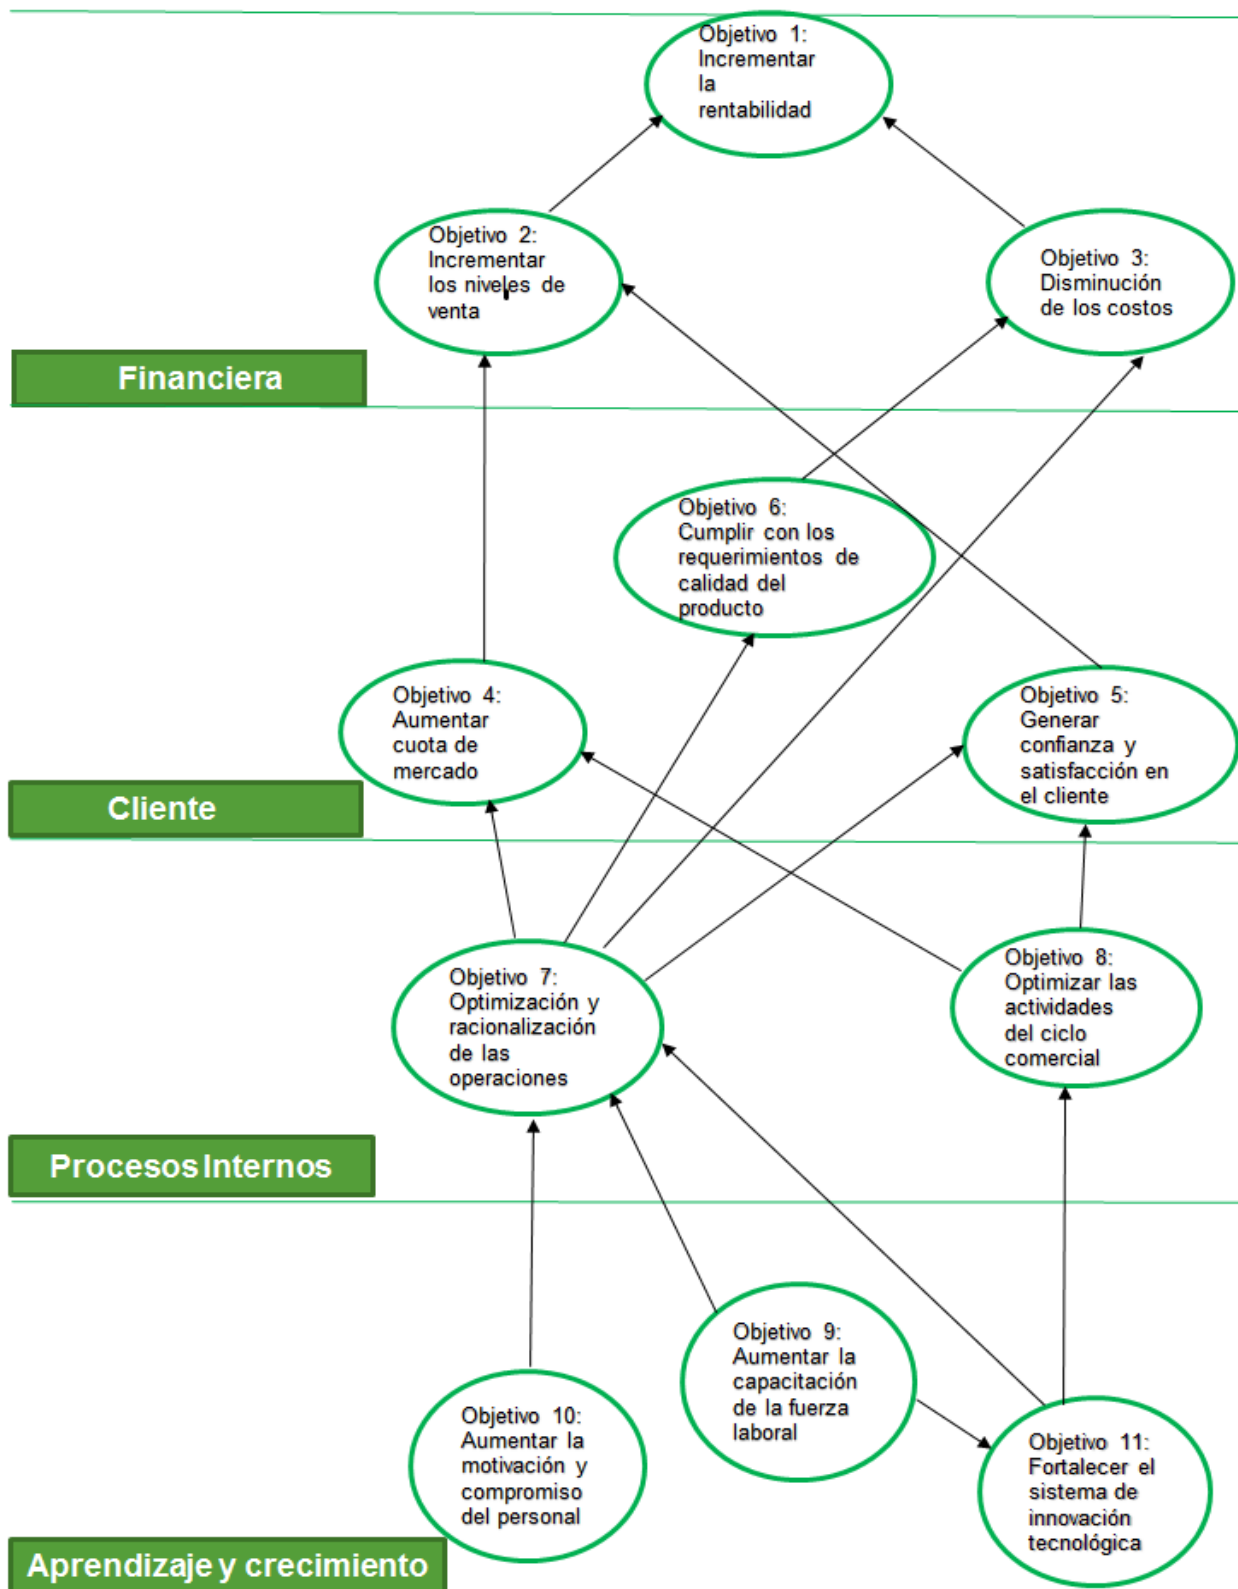 Objetivo 1:
Incrementar
la
rentabilidad
Objetivo 2:
Incrementar
los niveles de
venta
Objetivo 3:
Disminución
de los costos
Financiera
Objetivo 6:
Cumplir con los
requerimientos de
calidad del
producto
Objetivo 4:
Aumentar
cuota de
mercado
Objetivo 5:
Generar
confianza y
satisfacción en
el cliente
Cliente
Objetivo 7:
Optimización y
racionalización
de las
operaciones
Objetivo 8:
Optimizar las
actividades
del ciclo
comercial
Procesos Internos
Objetivo 9:
Aumentar la
capacitación
de la fuerza
laboral
Objetivo 10:
Aumentar la
motivación y
compromiso
del personal
Objetivo 11:
Fortalecer el
sistema de
innovación
tecnológica
Aprendizaje y crecimiento